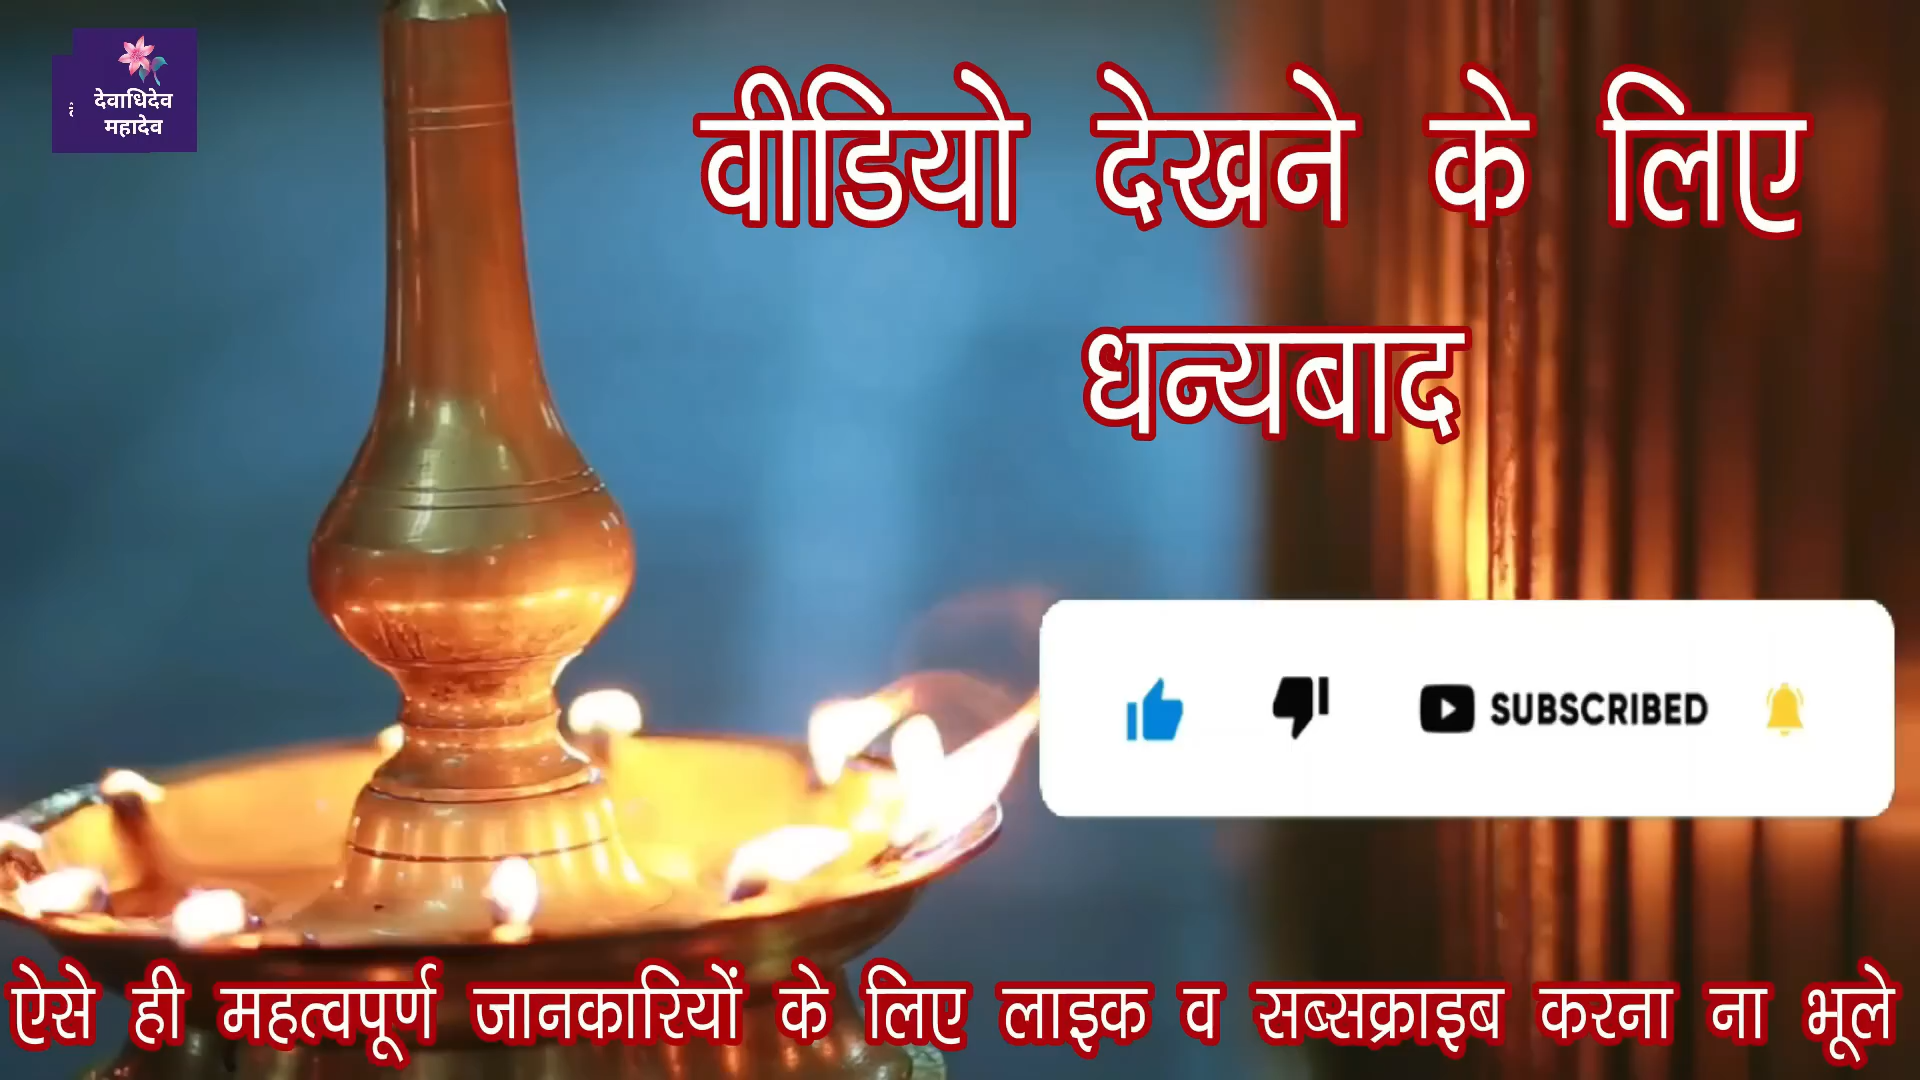 देवाधिदेव
महादेव
वीडियो देखने के लिए
धन्यबाद
SUBSCRIBED
ऐसे ही महत्वपूर्ण जानकारियों के लिए लाइक व सब्सक्राइब करना ना भूले